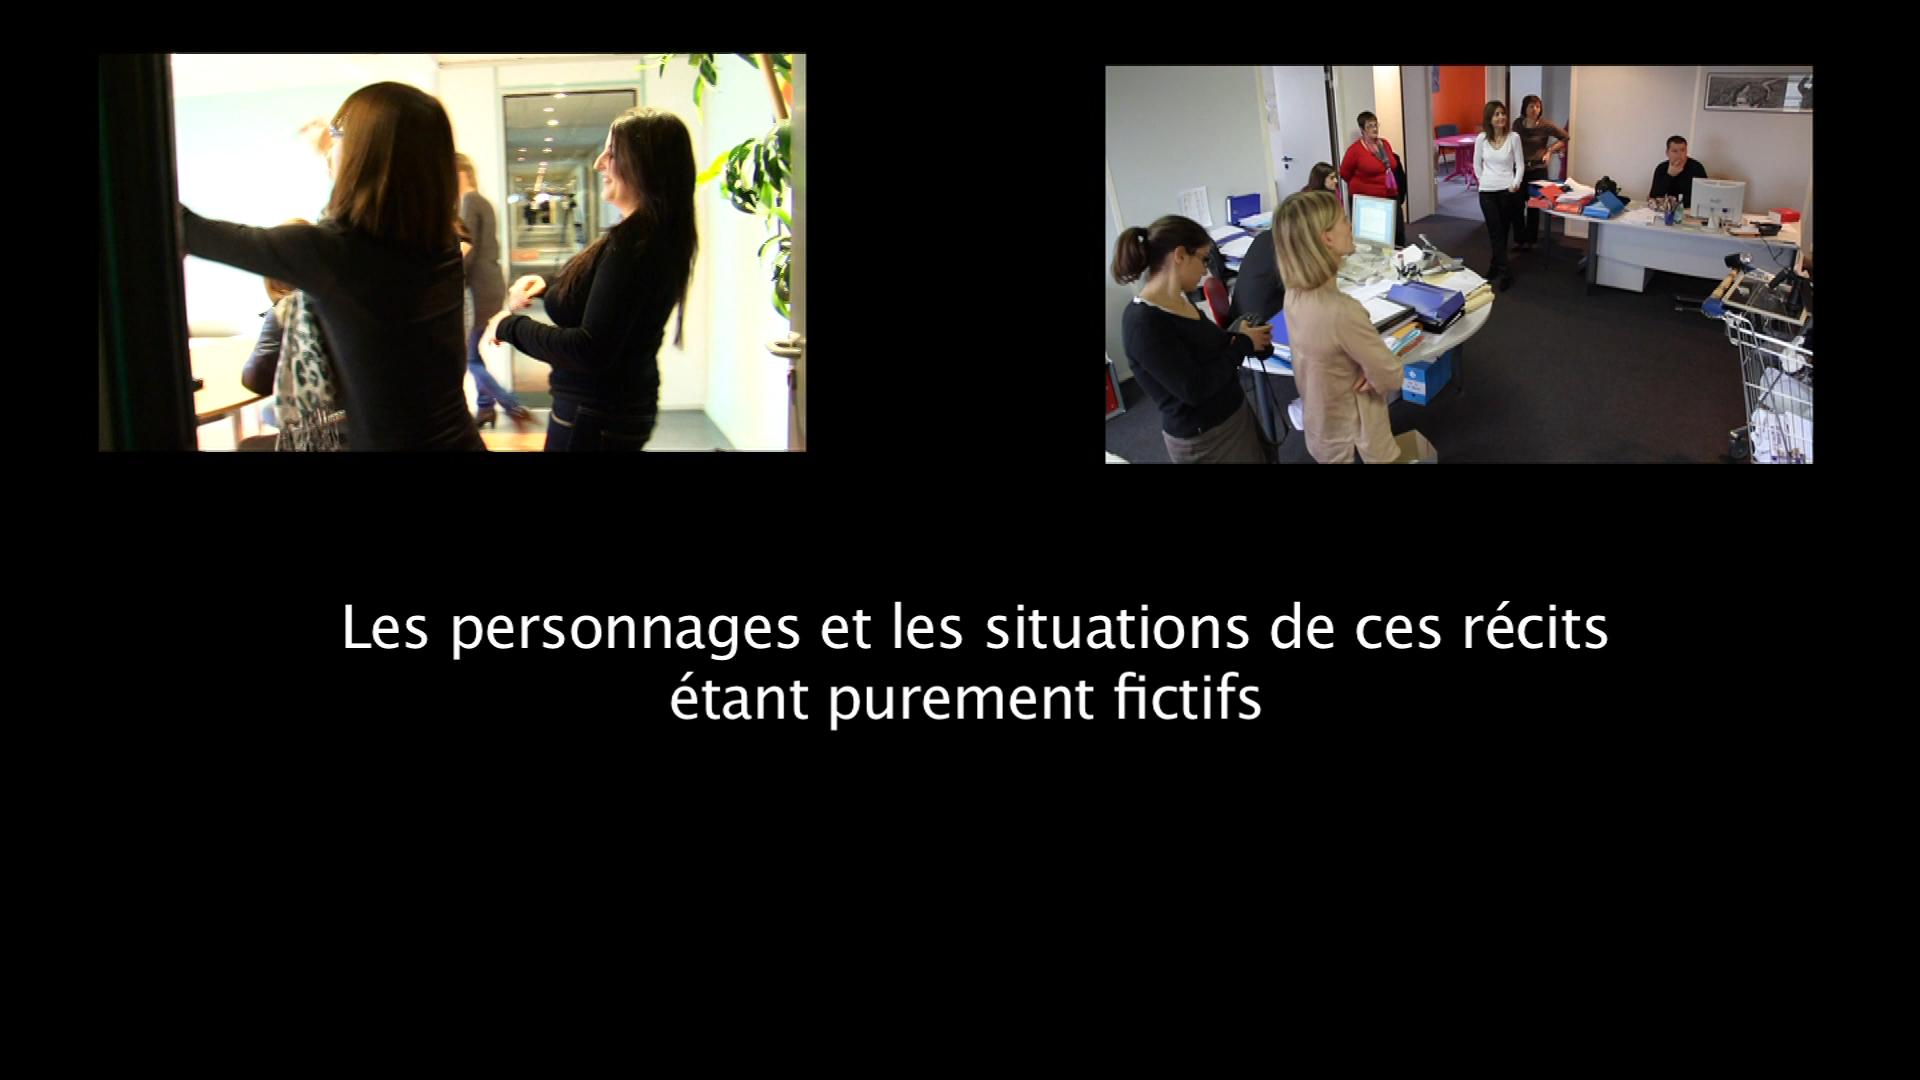 Les personnages et les situations de ces récits
étant purement fictifs